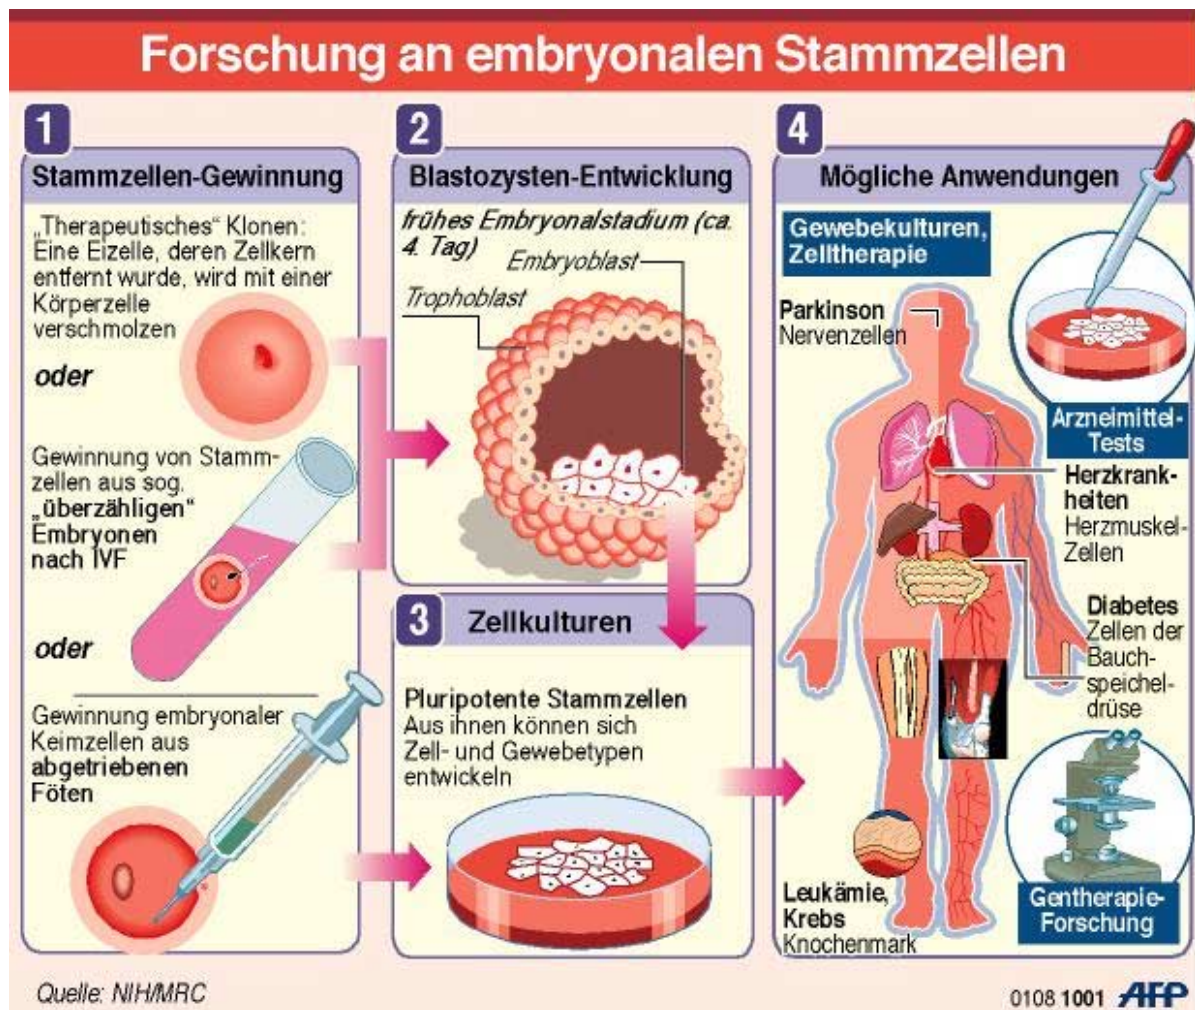 Forschung an embryonalen Stammzellen
1
Stammzellen-Gewinnung
„Therapeutisches“ Klonen:
Eine Eizelle, deren Zellkern
entfernt wurde, wird mit einer
Körperzelle
verschmolzen
oder
Gewinnung von Stamm-
zellen aus sog.
„überzähligen“
Embryonen
nach IVF
oder
Gewinnung embryonaler
Keimzellen aus
abgetriebenen
Föten
2
Blastozysten-Entwicklung
frühes Embryonalstadium (ca.
4. Tag)
Embryoblast
Trophoblast
3
Zellkulturen
Pluripotente Stammzellen
Aus ihnen können sich
Zell- und Gewebetypen
entwickeln
4
Mögliche Anwendungen
Gewebekulturen,
Zelltherapie
Parkinson
Nervenzellen
Arzneimittel-
Tests
Herzkrank-
heiten
Herzmuskel-
Zellen
Diabetes
Zellen der
Bauch-
speichel-
drüse
Leukämie,
Krebs
Knochenmark
Gentherapie-
Forschung
Quelle: NIH/MRC
0108 1001 AFP